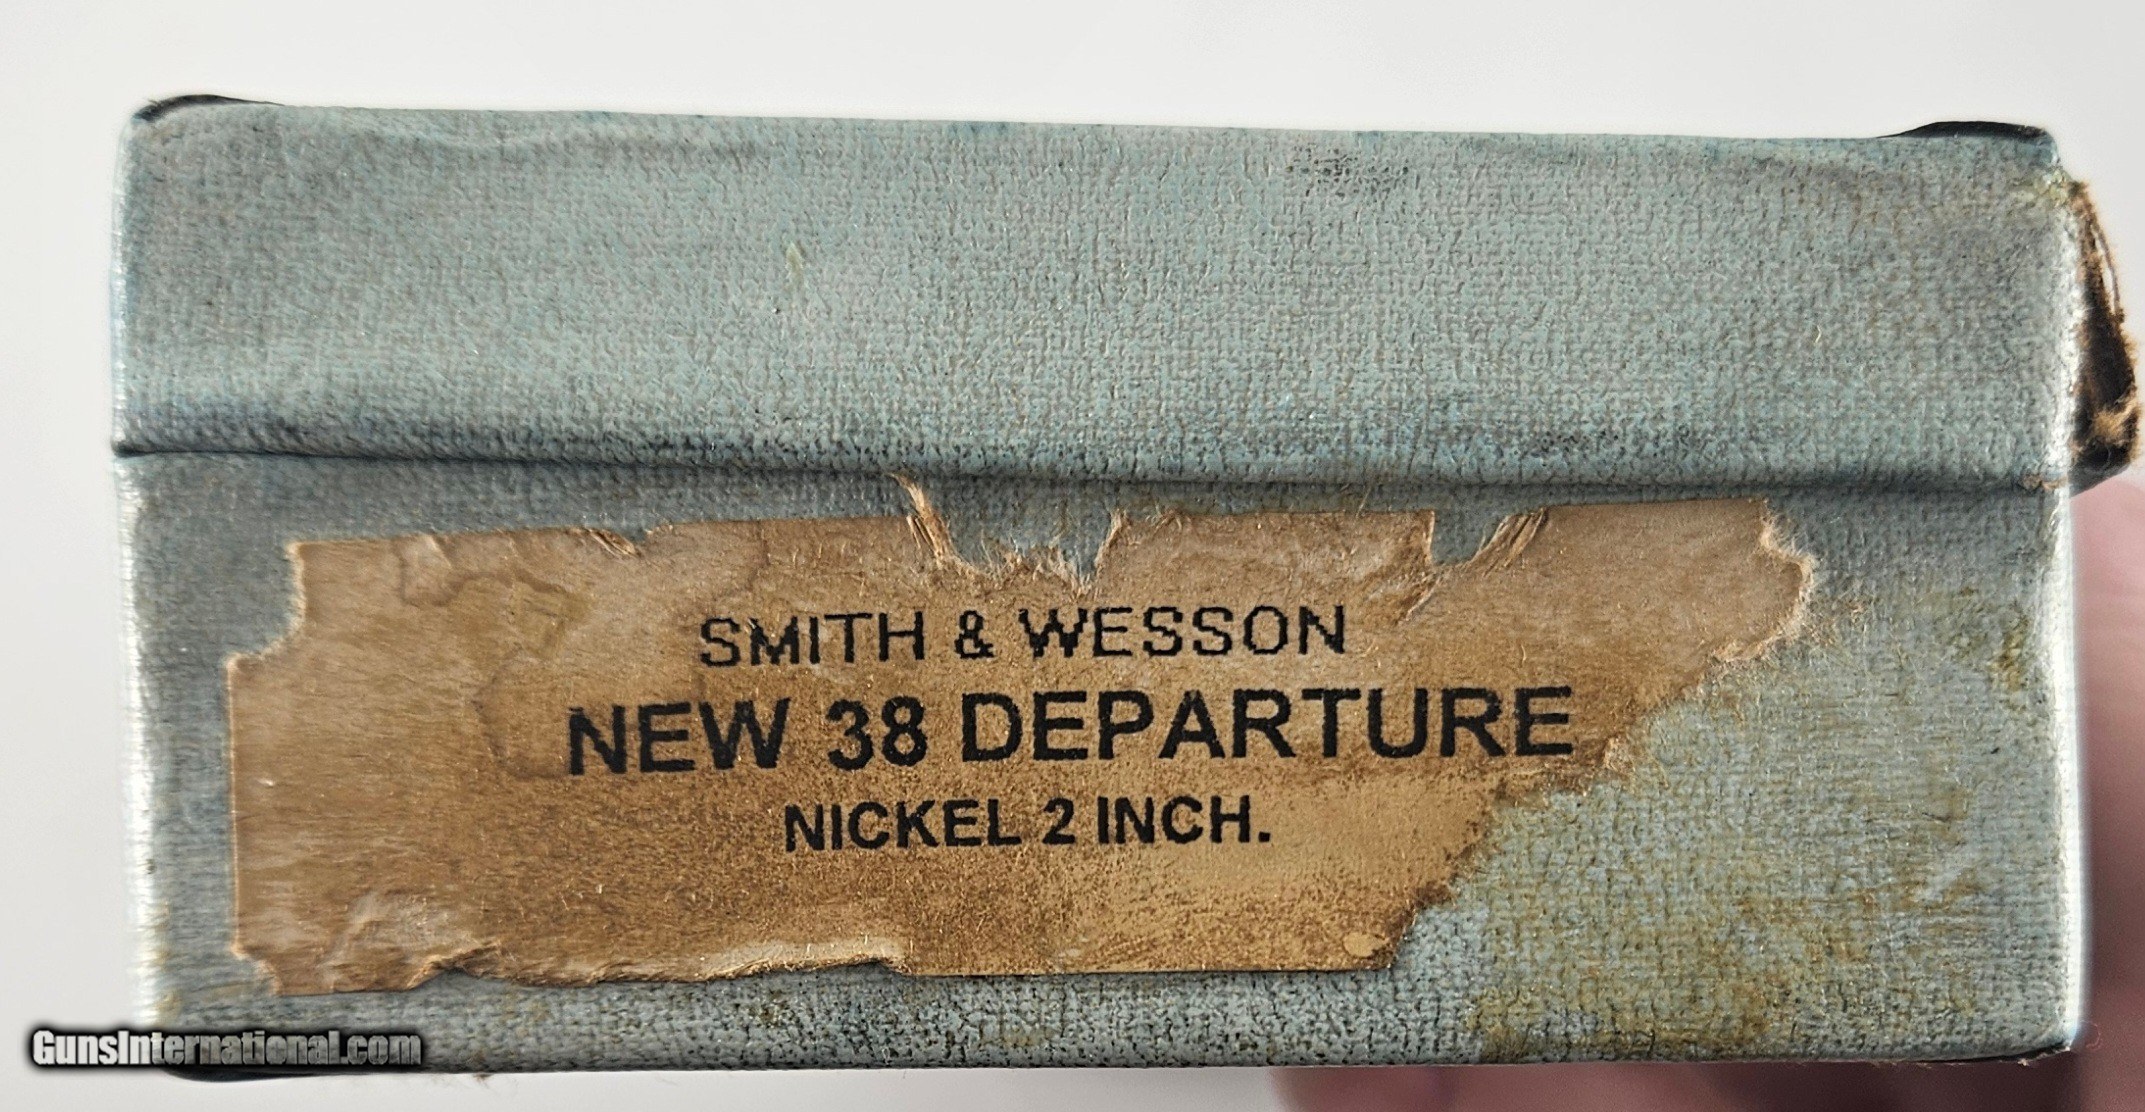 SMITH & WESSON
NEW 38 DEPARTURE
NICKEL 2 INCH.
GunsInternational.com